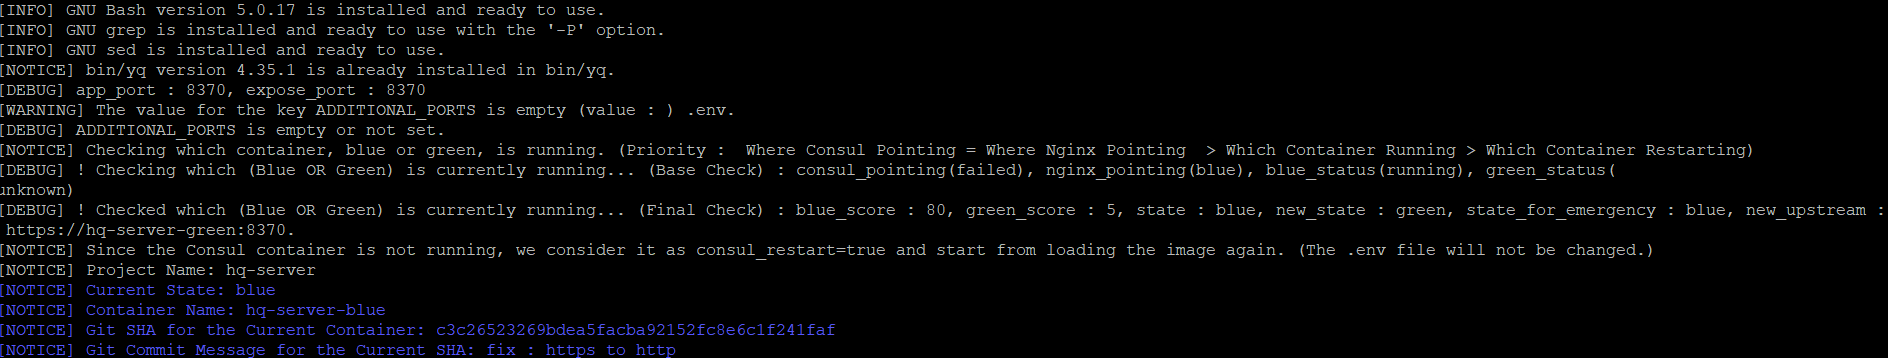 [INFO] GNU Bash version 5.0.17 is installed and ready to use.
[INFO] GNU grep is installed and ready to use with the '-P' option.
[INFO] GNU sed is installed and ready to use.
[NOTICE] bin/yq version 4.35.1 is already installed in bin/yq.
[DEBUG] app_port : 8370, expose_port : 8370
[WARNING] The value for the key ADDITIONAL_PORTS is empty (value : ) .env.
[DEBUG] ADDITIONAL_PORTS is empty or not set.
[NOTICE] Checking which container, blue or green, is running. (Priority :  Where Consul Pointing = Where Nginx Pointing  > Which Container Running > Which Container Restarting)
[DEBUG] ! Checking which (Blue OR Green) is currently running... (Base Check) : consul_pointing(failed), nginx_pointing(blue), blue_status(running), green_status(
unknown)
[DEBUG] ! Checked which (Blue OR Green) is currently running... (Final Check) : blue_score : 80, green_score : 5, state : blue, new_state : green, state_for_emergency : blue, new_upstream :
https://hq-server-green:8370.
[NOTICE] Since the Consul container is not running, we consider it as consul_restart=true and start from loading the image again. (The .env file will not be changed.)
[NOTICE] Project Name: hq-server
[NOTICE] Current State: blue
[NOTICE] Container Name: hq-server-blue
[NOTICE] Git SHA for the Current Container: c3c26523269bdea5facba92152fc8e6c1f241faf
[NOTICE] Git Commit Message for the Current SHA: fix : https to http